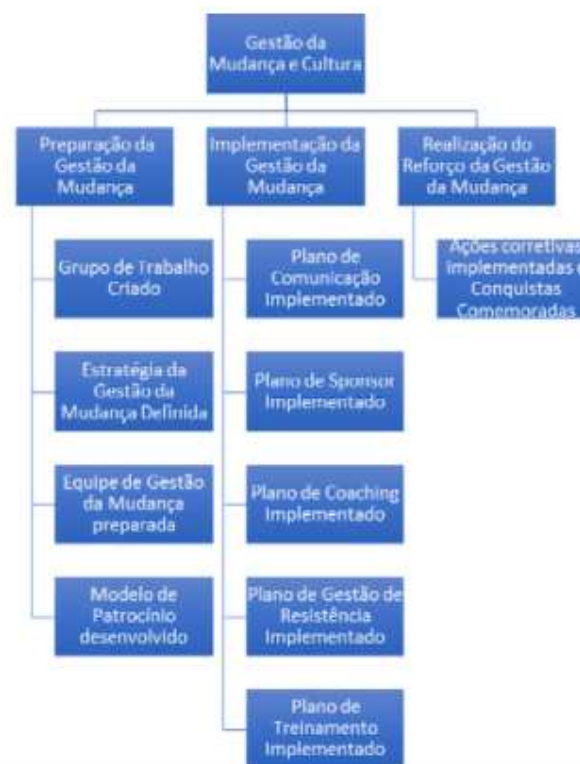 Gestão da
Mudança e Cultura
Preparação da
Gestão da
Mudança
Implementação da
Gestão da
Mudança
Realização do
Reforço da Gestão
da Mudança
Grupo de Trabalho
Criado
Estratégia da
Gestão da
Mudança Definida
Equipe de Gestão
da Mudança
preparada
Modelo de
Patrocínio
desenvolvido
Plano de
Comunicação
Implementado
Plano de Sponsor
Implementado
Plano de Coaching
Implementado
Plano de Gestão de
Resistência
Implementado
Plano de
Treinamento
Implementado
Ações corretivas
implementadas e
Conquistas
Comemoradas